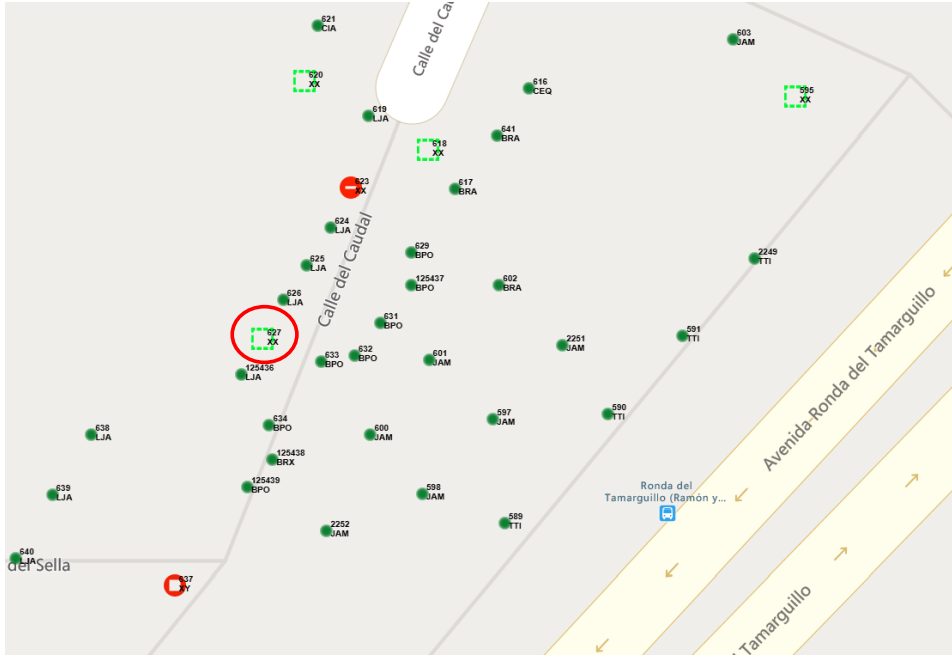 621
CIA
Calle del Cau
603
JAM
620
XX
616
CEQ
595
XX
619
LJA
641
BRA
618
XX
623
XX
617
BRA
624
LJA
Calle del Caudal
629
BPO
2249
TTI
625
LJA
125437
BPO
602
BRA
626
LJA
631
BPO
627
XX
591
TTI
2251
JAM
632
BPO
633
BPO
601
JAM
125436
LJA
Avenida Ronda del Tamarguillo
590
TTI
597
JAM
634
BPO
638
LJA
600
JAM
125438
BRX
125439
BPO
639
LJA
598
JAM
Ronda del
Tamarguillo (Ramón y...
589
TTI
2252
JAM
640
LJA
del Sella
637
XY
l Tamarguillo